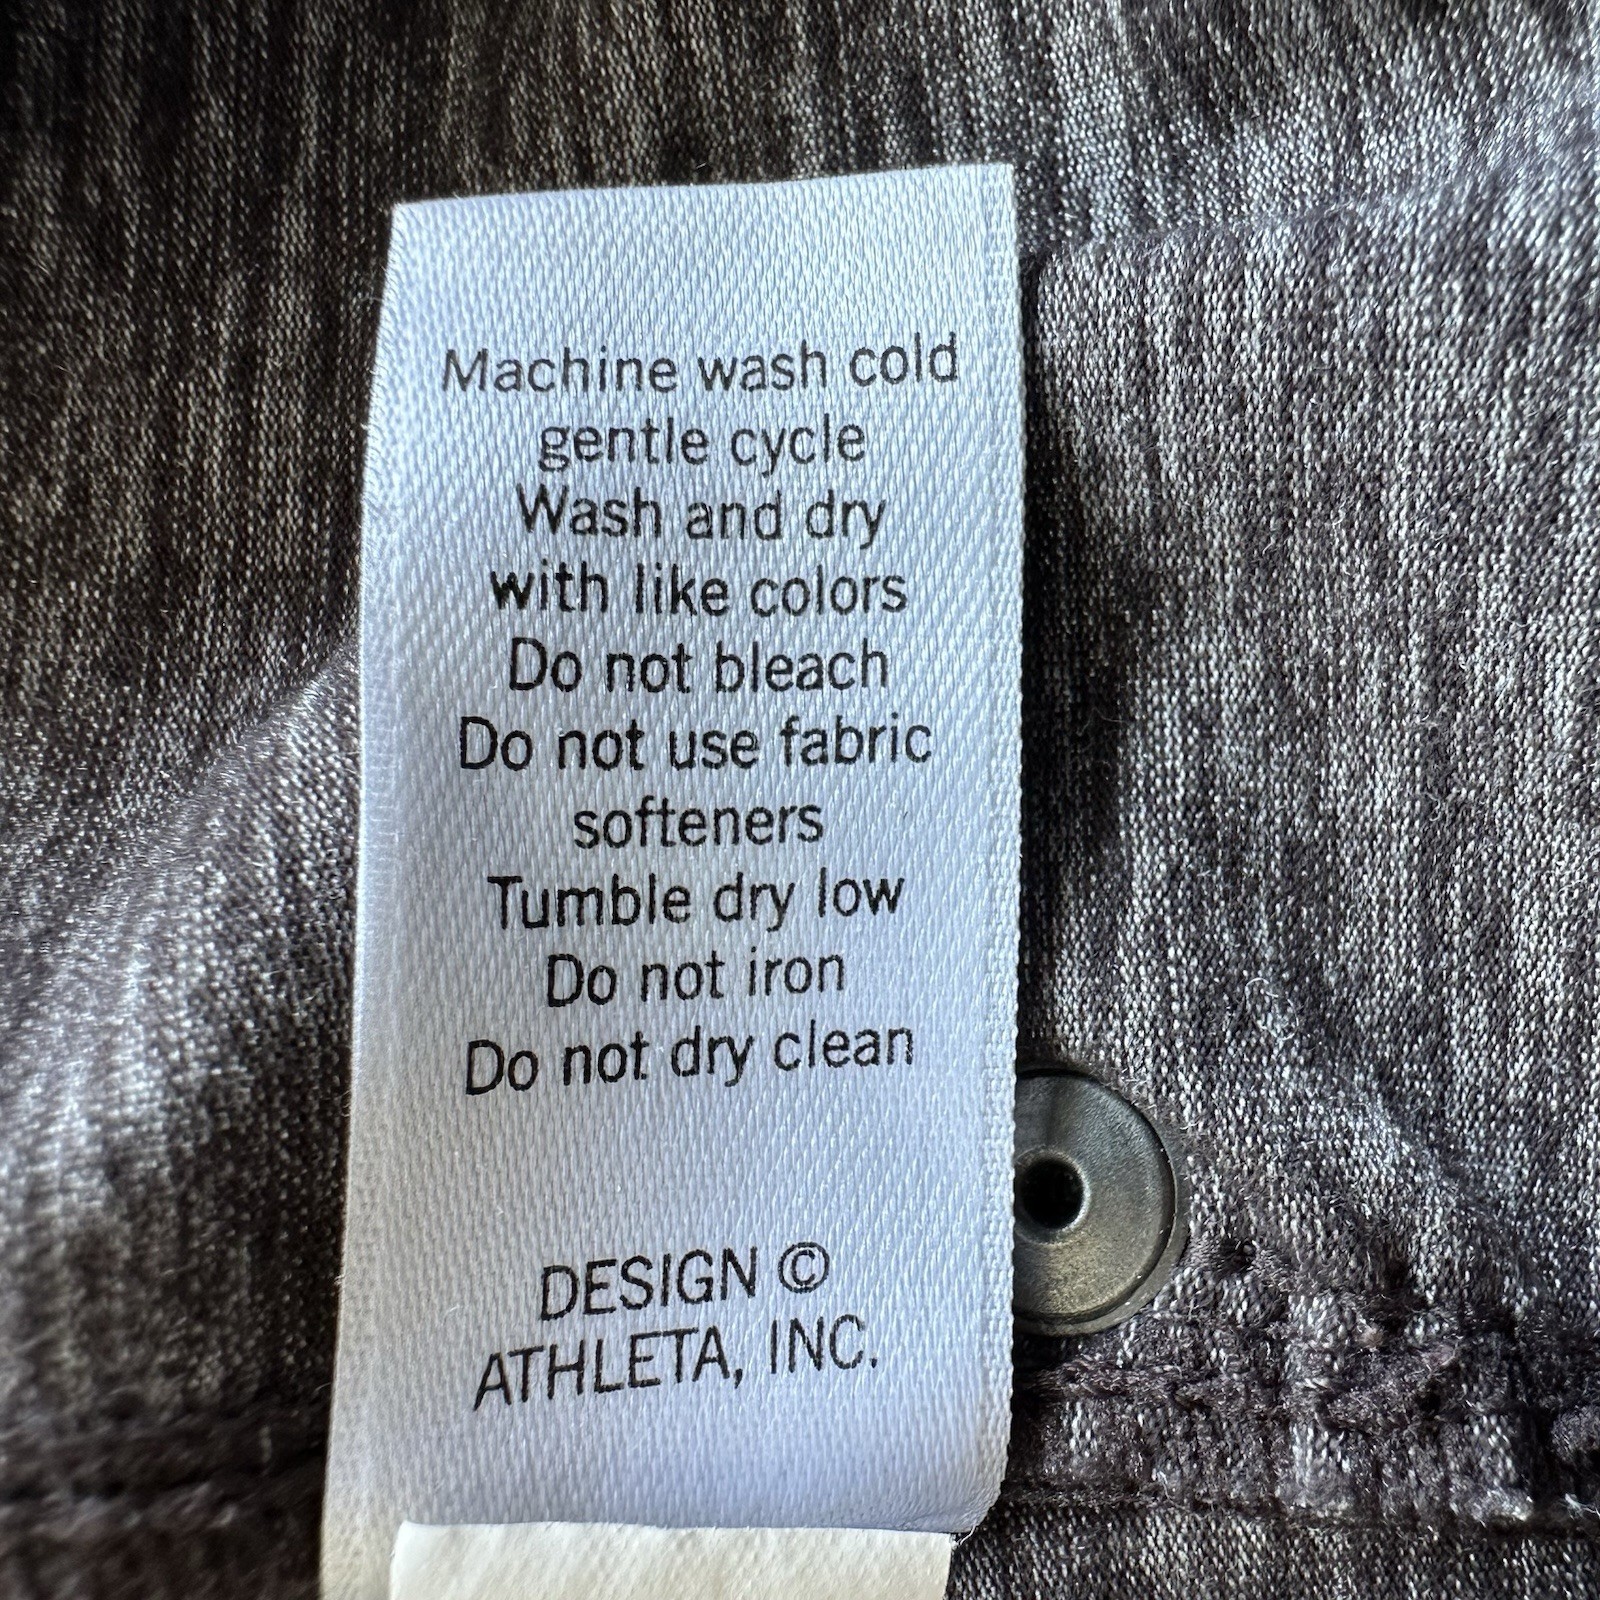 Machine wash cold
gentle cycle
Wash and dry
with like colors
Do not bleach
Do not use fabric
softeners
Tumble dry low
Do not iron
Do not dry clean
DESIGN ©
ATHLETA, INC.